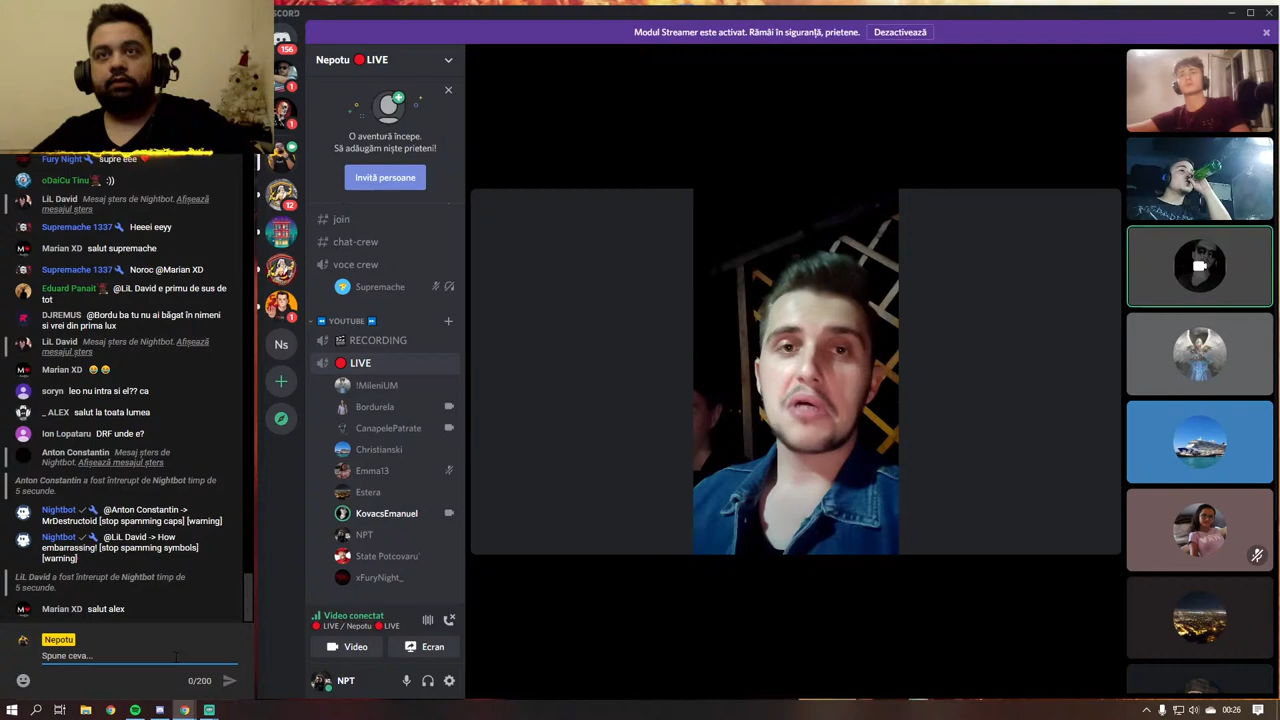 SCORD
Modul Streamer este activat. Rămâi în siguranță, prietene.
Dezactivează
156
1
1
12
1
Ns
Nepotu 🔴 LIVE
O aventură începe.
Să adăugăm niște prieteni!
Invită persoane
# join
# chat-crew
voce crew
Supremache
YOUTUBE
RECORDING
LIVE
!MileniUM
Bordurela
CanapelePatrate
Christianski
Emma13
Estera
KovacsEmanuel
NPT
State Potcovaru'
xFuryNight_
Video conectat
🔴 LIVE / Nepotu 🔴 LIVE
Video
Ecran
NPT
Fury Night supre eee ❤
oDaiCu Tinu :))
LiL David Mesaj șters de Nightbot. Afișează
mesajul șters
Supremache 1337 Heeei eeyy
Marian XD salut supremache
Supremache 1337 Noroc @Marian XD
Eduard Panait @LiL David e primu de sus de
tot
DJREMUS @Bordu ba tu nu ai băgat în nimeni
si vrei din prima lux
LiL David Mesaj șters de Nightbot. Afișează
mesajul șters
Marian XD 😆 😆
soryn leo nu intra si el?? ca
_ ALEX salut la toata lumea
Ion Lopataru DRF unde e?
Anton Constantin Mesaj șters de
Nightbot. Afișează mesajul șters
Anton Constantin a fost întrerupt de Nightbot timp de
5 secunde.
Nightbot @Anton Constantin ->
MrDestructoid [stop spamming caps] [warning]
Nightbot @LiL David -> How
embarrassing! [stop spamming symbols]
[warning]
LiL David a fost întrerupt de Nightbot timp de
5 secunde.
Marian XD salut alex
Nepotu
Spune ceva...
0/200
00:26